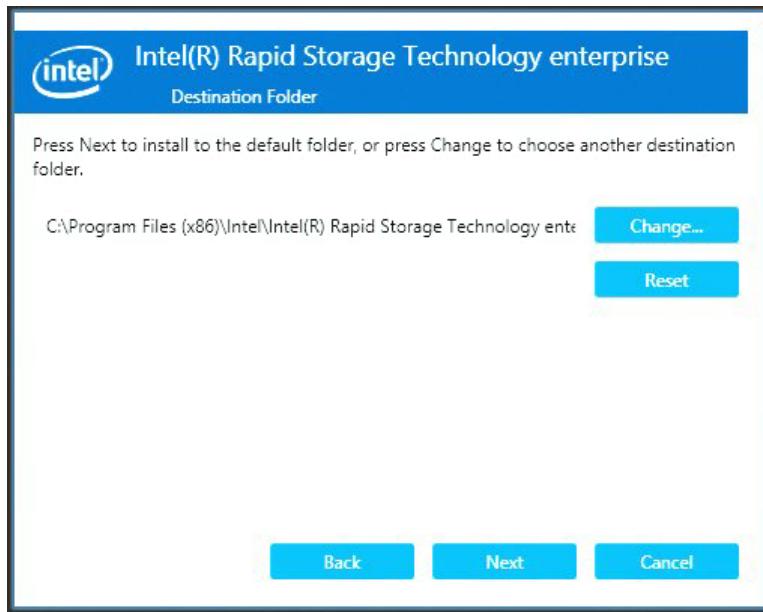 intel
Intel(R) Rapid Storage Technology enterprise
Destination Folder
Press Next to install to the default folder, or press Change to choose another destination
folder.
C:\Program Files (x86)\Intel\Intel(R) Rapid Storage Technology ente
Change...
Reset
Back
Next
Cancel